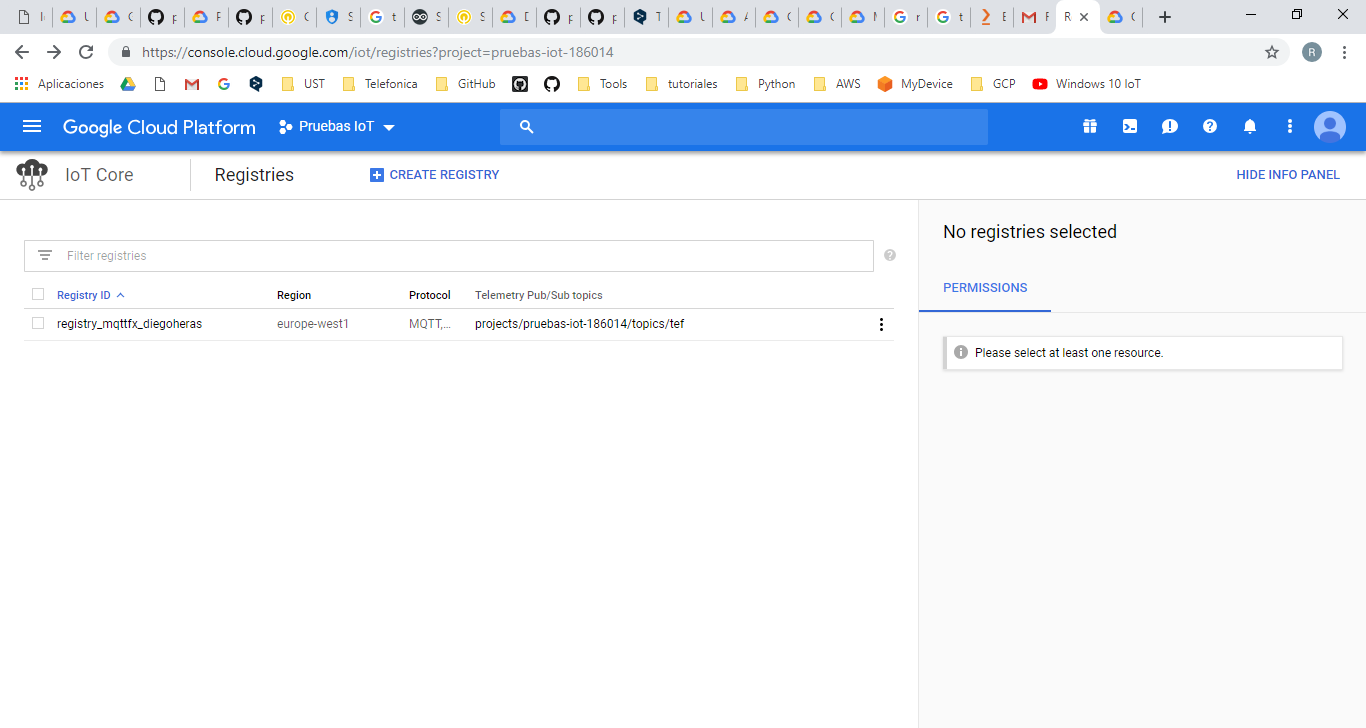 https://console.cloud.google.com/iot/registries?project=pruebas-iot-186014
R
Aplicaciones UST Telefonica GitHub Tools tutoriales Python AWS MyDevice GCP Windows 10 IoT
Google Cloud Platform Pruebas IoT
IoT Core Registries CREATE REGISTRY HIDE INFO PANEL
No registries selected
Filter registries
PERMISSIONS
Registry ID Region Protocol Telemetry Pub/Sub topics
registry_mqttfx_diegoheras europe-west1 MQTT,... projects/pruebas-iot-186014/topics/tef
Please select at least one resource.